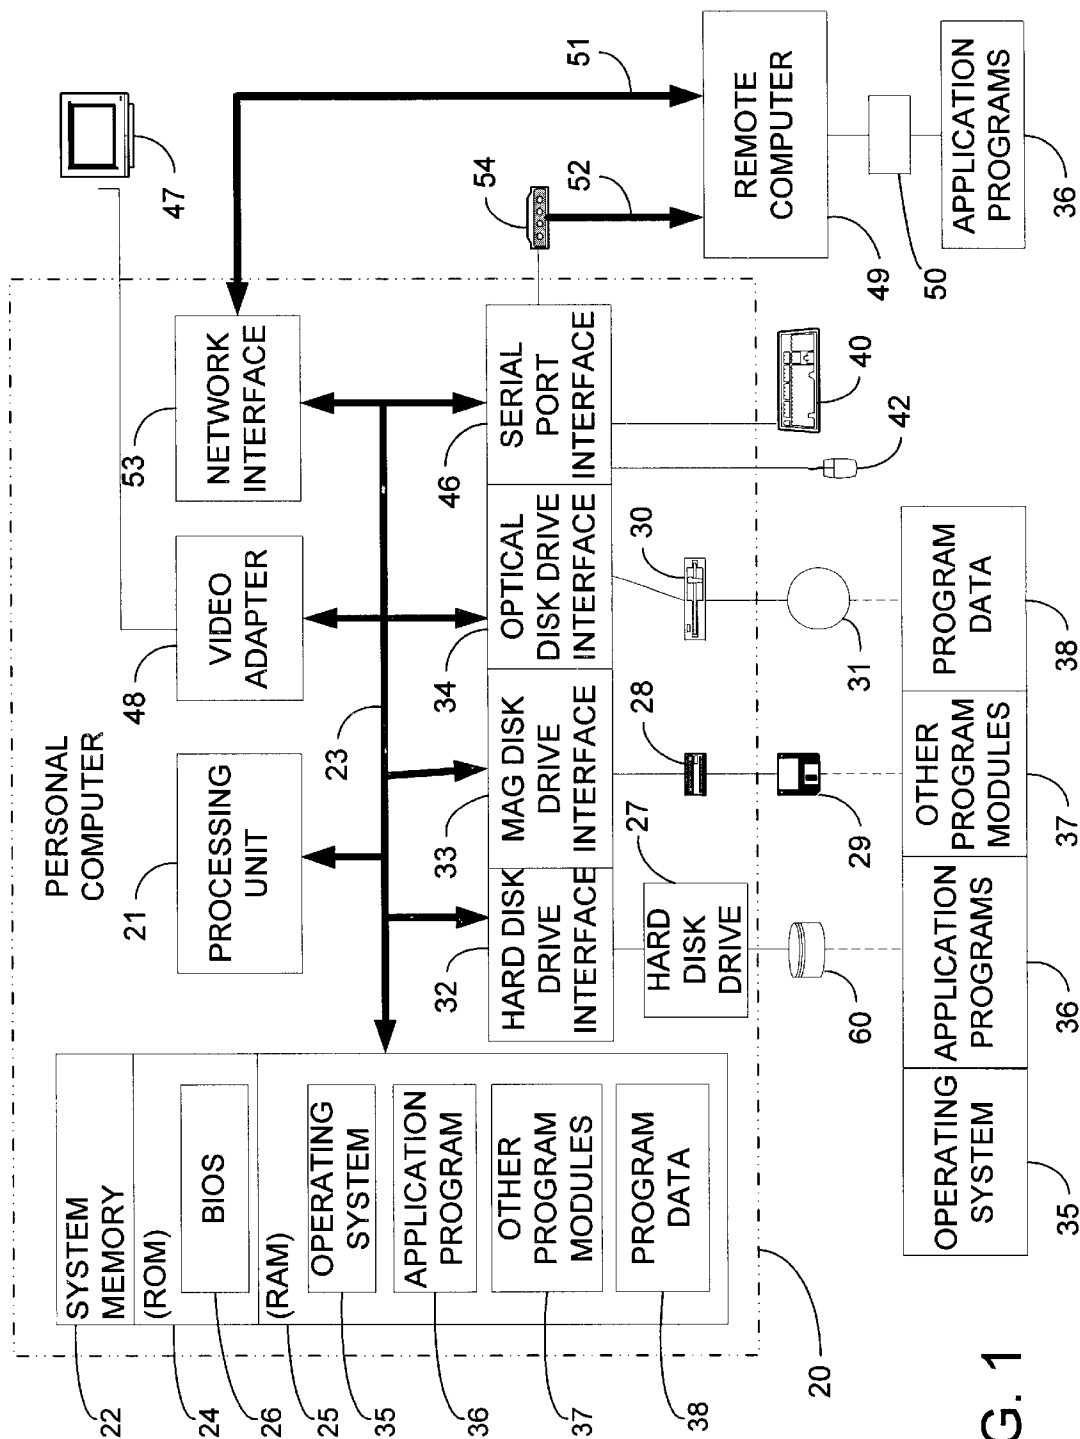 PERSONAL
COMPUTER
22
SYSTEM
MEMORY
24
(ROM)
26
BIOS
25
(RAM)
35
OPERATING
SYSTEM
36
APPLICATION
PROGRAM
37
OTHER
PROGRAM
MODULES
38
PROGRAM
DATA
20
21
PROCESSING
UNIT
48
VIDEO
ADAPTER
53
NETWORK
INTERFACE
47
23
32
HARD DISK
DRIVE
INTERFACE
33
MAG DISK
DRIVE
INTERFACE
34
OPTICAL
DISK DRIVE
INTERFACE
46
SERIAL
PORT
INTERFACE
54
52
51
27
HARD
DISK
DRIVE
28
30
60
29
31
42
40
REMOTE
COMPUTER
49
50
APPLICATION
PROGRAMS
36
OPERATING
SYSTEM
35
APPLICATION
PROGRAMS
36
OTHER
PROGRAM
MODULES
37
PROGRAM
DATA
38
G. 1